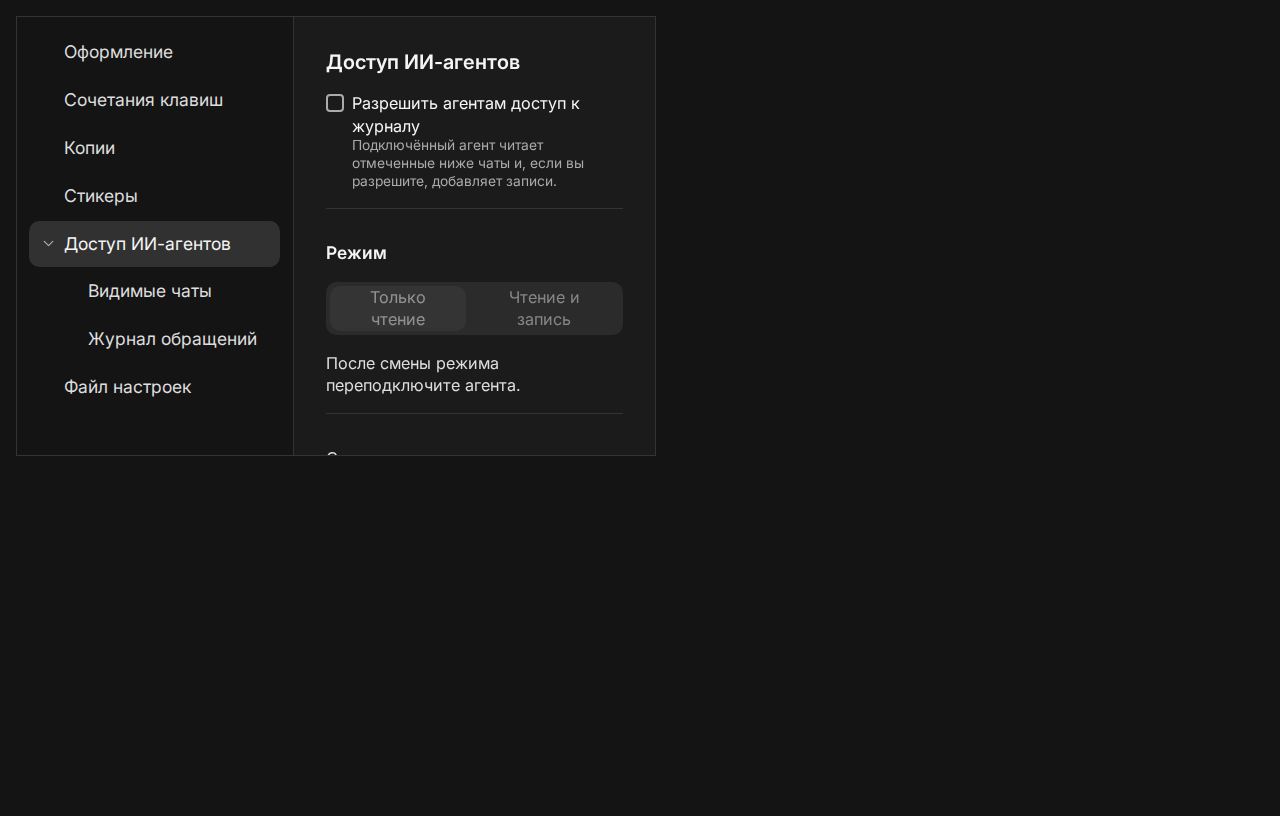 Оформление
Сочетания клавиш
Копии
Стикеры
Доступ ИИ-агентов
Видимые чаты
Журнал обращений
Файл настроек
Доступ ИИ-агентов
Разрешить агентам доступ к
журналу
Подключённый агент читает
отмеченные ниже чаты и, если вы
разрешите, добавляет записи.
Режим
Только
чтение
Чтение и
запись
После смены режима
переподключите агента.